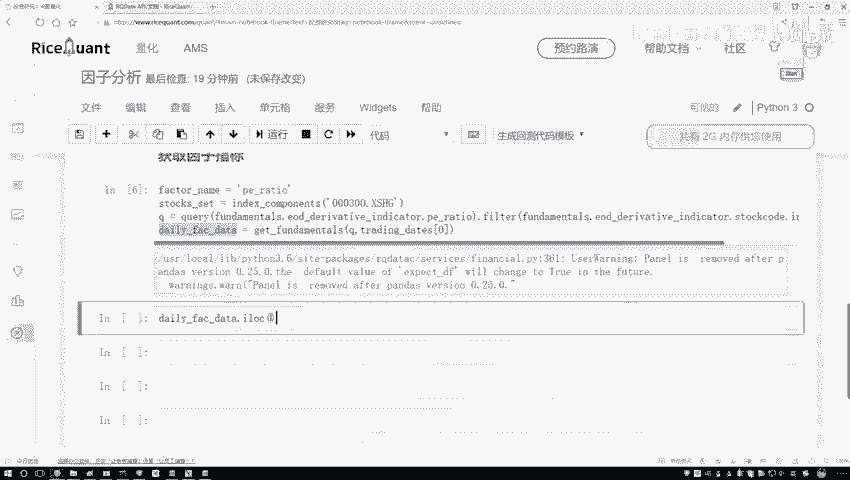 RQData API 文档 - RiceQuant
RiceQuant
量化
AMS
预约路演
帮助文档
社区
因子分析 最后检查: 19 分钟前 (未保存改变)
文件 编辑 查看 插入 单元格 服务 Widgets 帮助
可信的
Python 3
运行
代码
生成回测代码模板
共有 2G 内存供您使用
获取因子指标
In [6]:
factor_name = 'pe_ratio'
stocks_set = index_components('000300.XSHG')
q = query(fundamentals.eod_derivative_indicator.pe_ratio).filter(fundamentals.eod_derivative_indicator.stockcode.in
daily_fac_data = get_fundamentals(q,trading_dates[0])
/usr/local/lib/python3.6/site-packages/rqdatac/services/financial.py:361: UserWarning: Panel is removed after p
andas version 0.25.0.the default value of `expect_df` will change to True in the future.
warnings.warn("Panel is removed after pandas version 0.25.0."
In [ ]: daily_fac_data.iloc@
In [ ]:
In [ ]:
In [ ]: